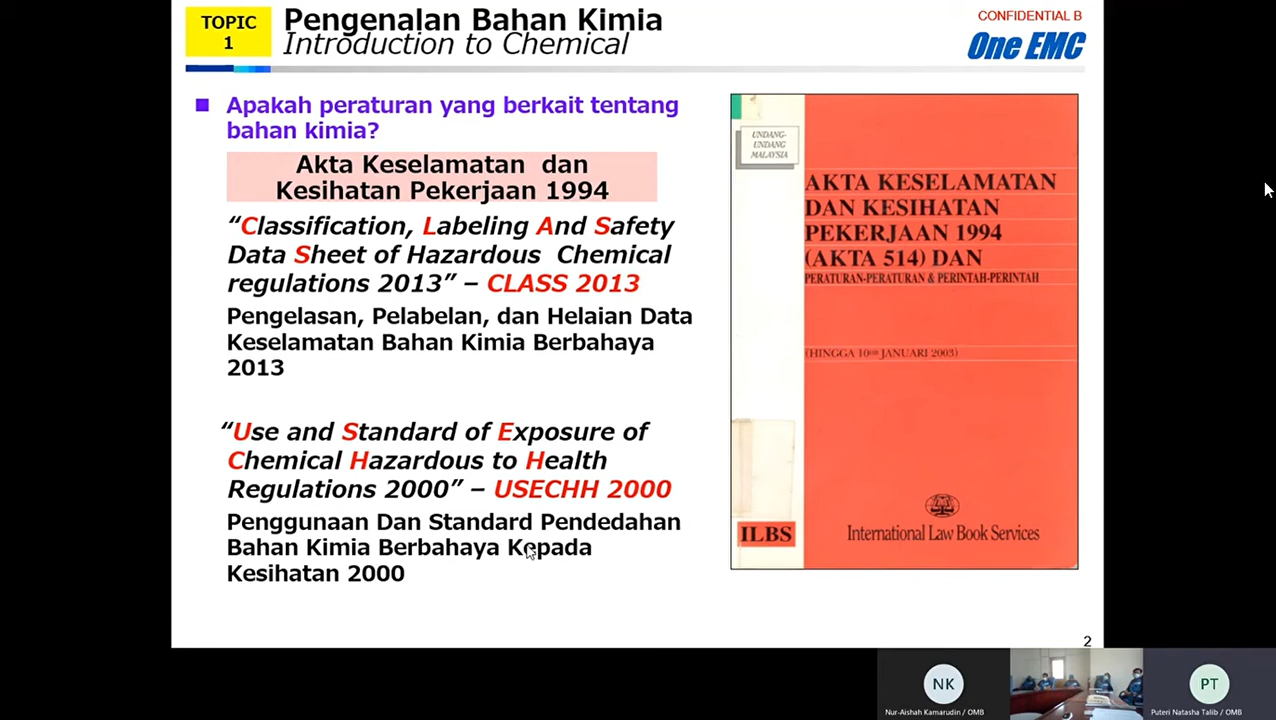 TOPIC
1
Pengenalan Bahan Kimia
Introduction to Chemical
CONFIDENTIAL B
One EMC
Apakah peraturan yang berkait tentang
bahan kimia?
Akta Keselamatan dan
Kesihatan Pekerjaan 1994
“Classification, Labeling And Safety
Data Sheet of Hazardous Chemical
regulations 2013” – CLASS 2013
Pengelasan, Pelabelan, dan Helaian Data
Keselamatan Bahan Kimia Berbahaya
2013
“Use and Standard of Exposure of
Chemical Hazardous to Health
Regulations 2000” – USECHH 2000
Penggunaan Dan Standard Pendedahan
Bahan Kimia Berbahaya Kepada
Kesihatan 2000
UNDANG-
UNDANG
MALAYSIA
AKTA KESELAMATAN
DAN KESIHATAN
PEKERJAAN 1994
(AKTA 514) DAN
PERATURAN-PERATURAN & PERINTAH-PERINTAH
(HINGGA 10HB JANUARI 2003)
ILBS
International Law Book Services
2
NK
Nur-Aishah Kamarudin / OMB
PT
Puteri Natasha Talib / OMB